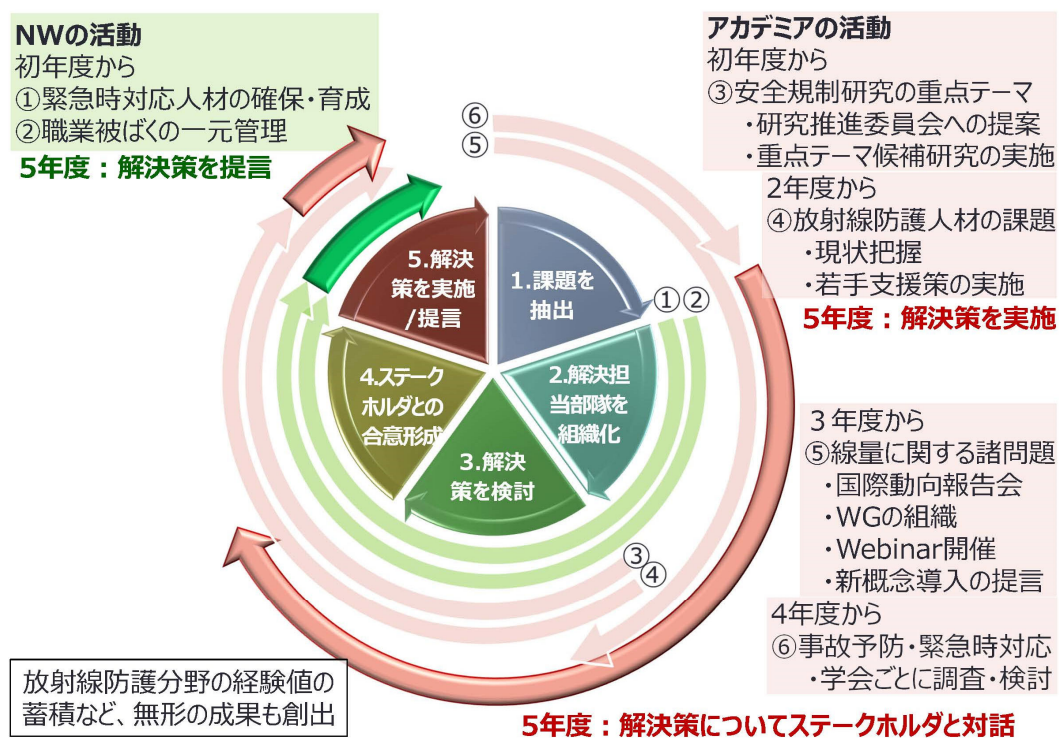 NWの活動
初年度から
①緊急時対応人材の確保・育成
②職業被ばくの一元管理
5年度：解決策を提言
アカデミアの活動
初年度から
③安全規制研究の重点テーマ
・研究推進委員会への提案
・重点テーマ候補研究の実施
2年度から
④放射線防護人材の課題
・現状把握
・若手支援策の実施
5年度：解決策を実施
⑥
⑤
5.解決
策を実施
/提言
1.課題を
抽出
①②
4.ステーク
ホルダとの
合意形成
2.解決担
当部隊を
組織化
3.解決
策を検討
③
④
３年度から
⑤線量に関する諸問題
・国際動向報告会
・WGの組織
・Webinar開催
・新概念導入の提言
4年度から
⑥事故予防・緊急時対応
・学会ごとに調査・検討
放射線防護分野の経験値の
蓄積など、無形の成果も創出
5年度：解決策についてステークホルダと対話